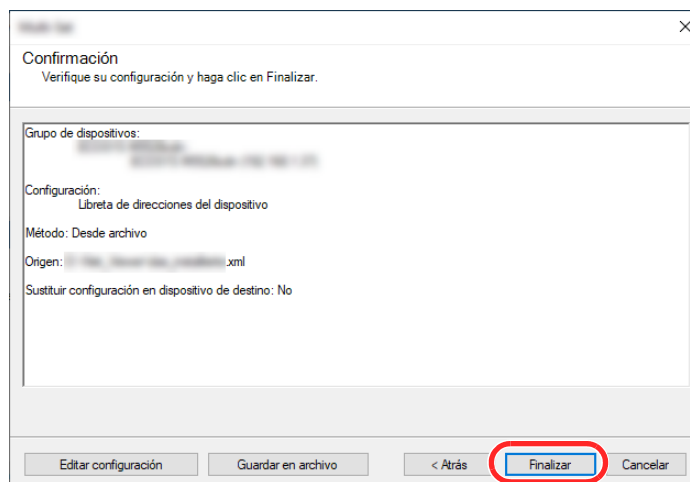 Confirmación
Verifique su configuración y haga clic en Finalizar.
Grupo de dispositivos:
Configuración:
Libreta de direcciones del dispositivo
Método: Desde archivo
Origen: .xml
Sustituir configuración en dispositivo de destino: No
Editar configuración
Guardar en archivo
< Atrás
Finalizar
Cancelar